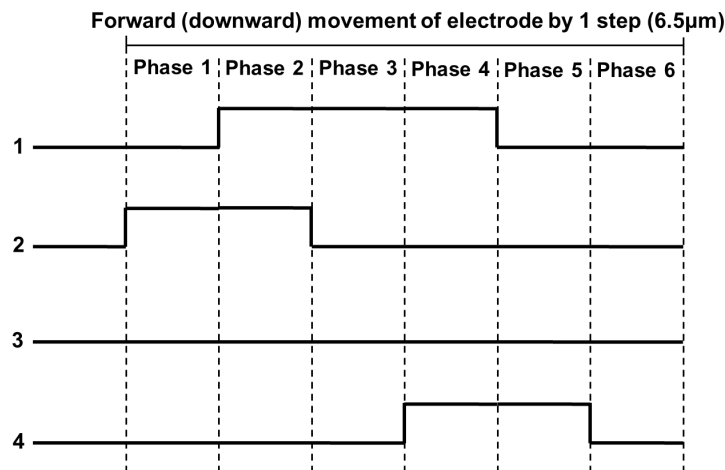 Forward (downward) movement of electrode by 1 step (6.5µm)
Phase 1 Phase 2 Phase 3 Phase 4 Phase 5 Phase 6
1
2
3
4